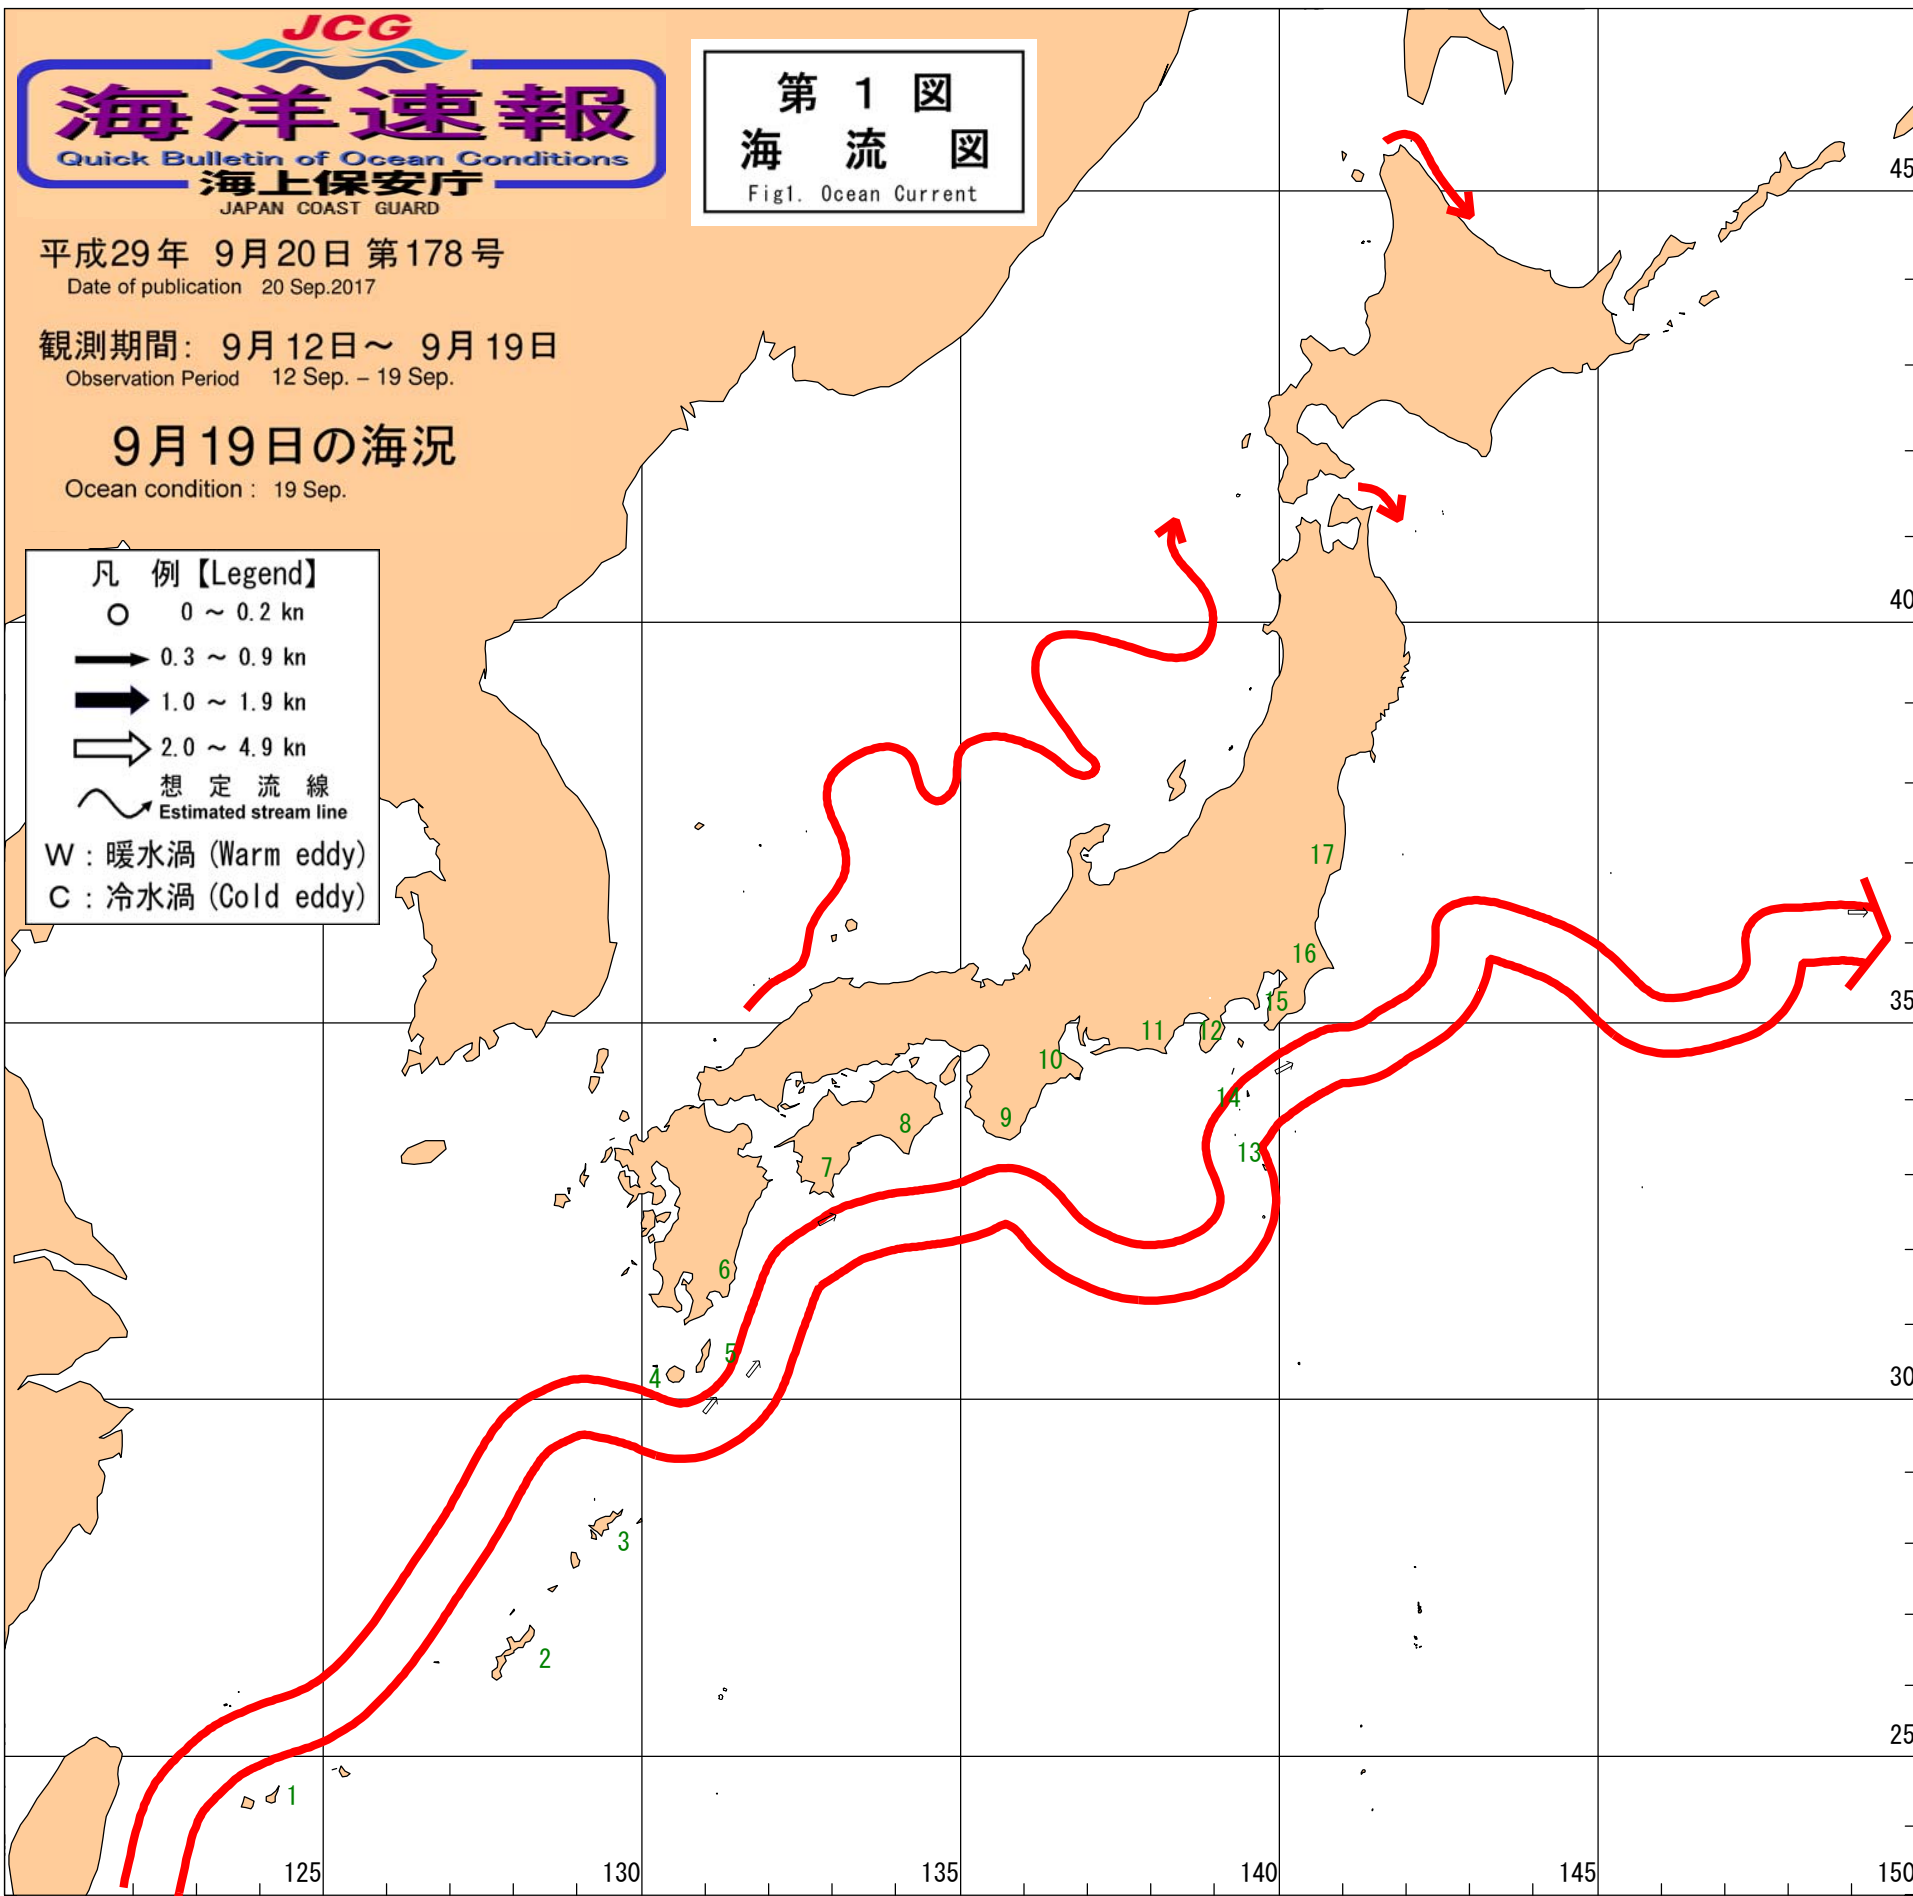 JCG
海洋速報
Quick Bulletin of Ocean Conditions
海上保安庁
JAPAN COAST GUARD
第 1 図
海 流 図
Fig1. Ocean Current
平成29年 9月20日 第178号
Date of publication 20 Sep.2017
観測期間: 9月12日～ 9月19日
Observation Period 12 Sep. – 19 Sep.
9月19日の海況
Ocean condition : 19 Sep.
凡 例【Legend】
0 ～ 0.2 kn
0.3 ～ 0.9 kn
1.0 ～ 1.9 kn
2.0 ～ 4.9 kn
想 定 流 線
Estimated stream line
W : 暖水渦 (Warm eddy)
C : 冷水渦 (Cold eddy)
45
40
17
16
35
15
11
12
10
14
9
8
13
7
6
5
4
30
3
2
25
1
125
130
135
140
145
150